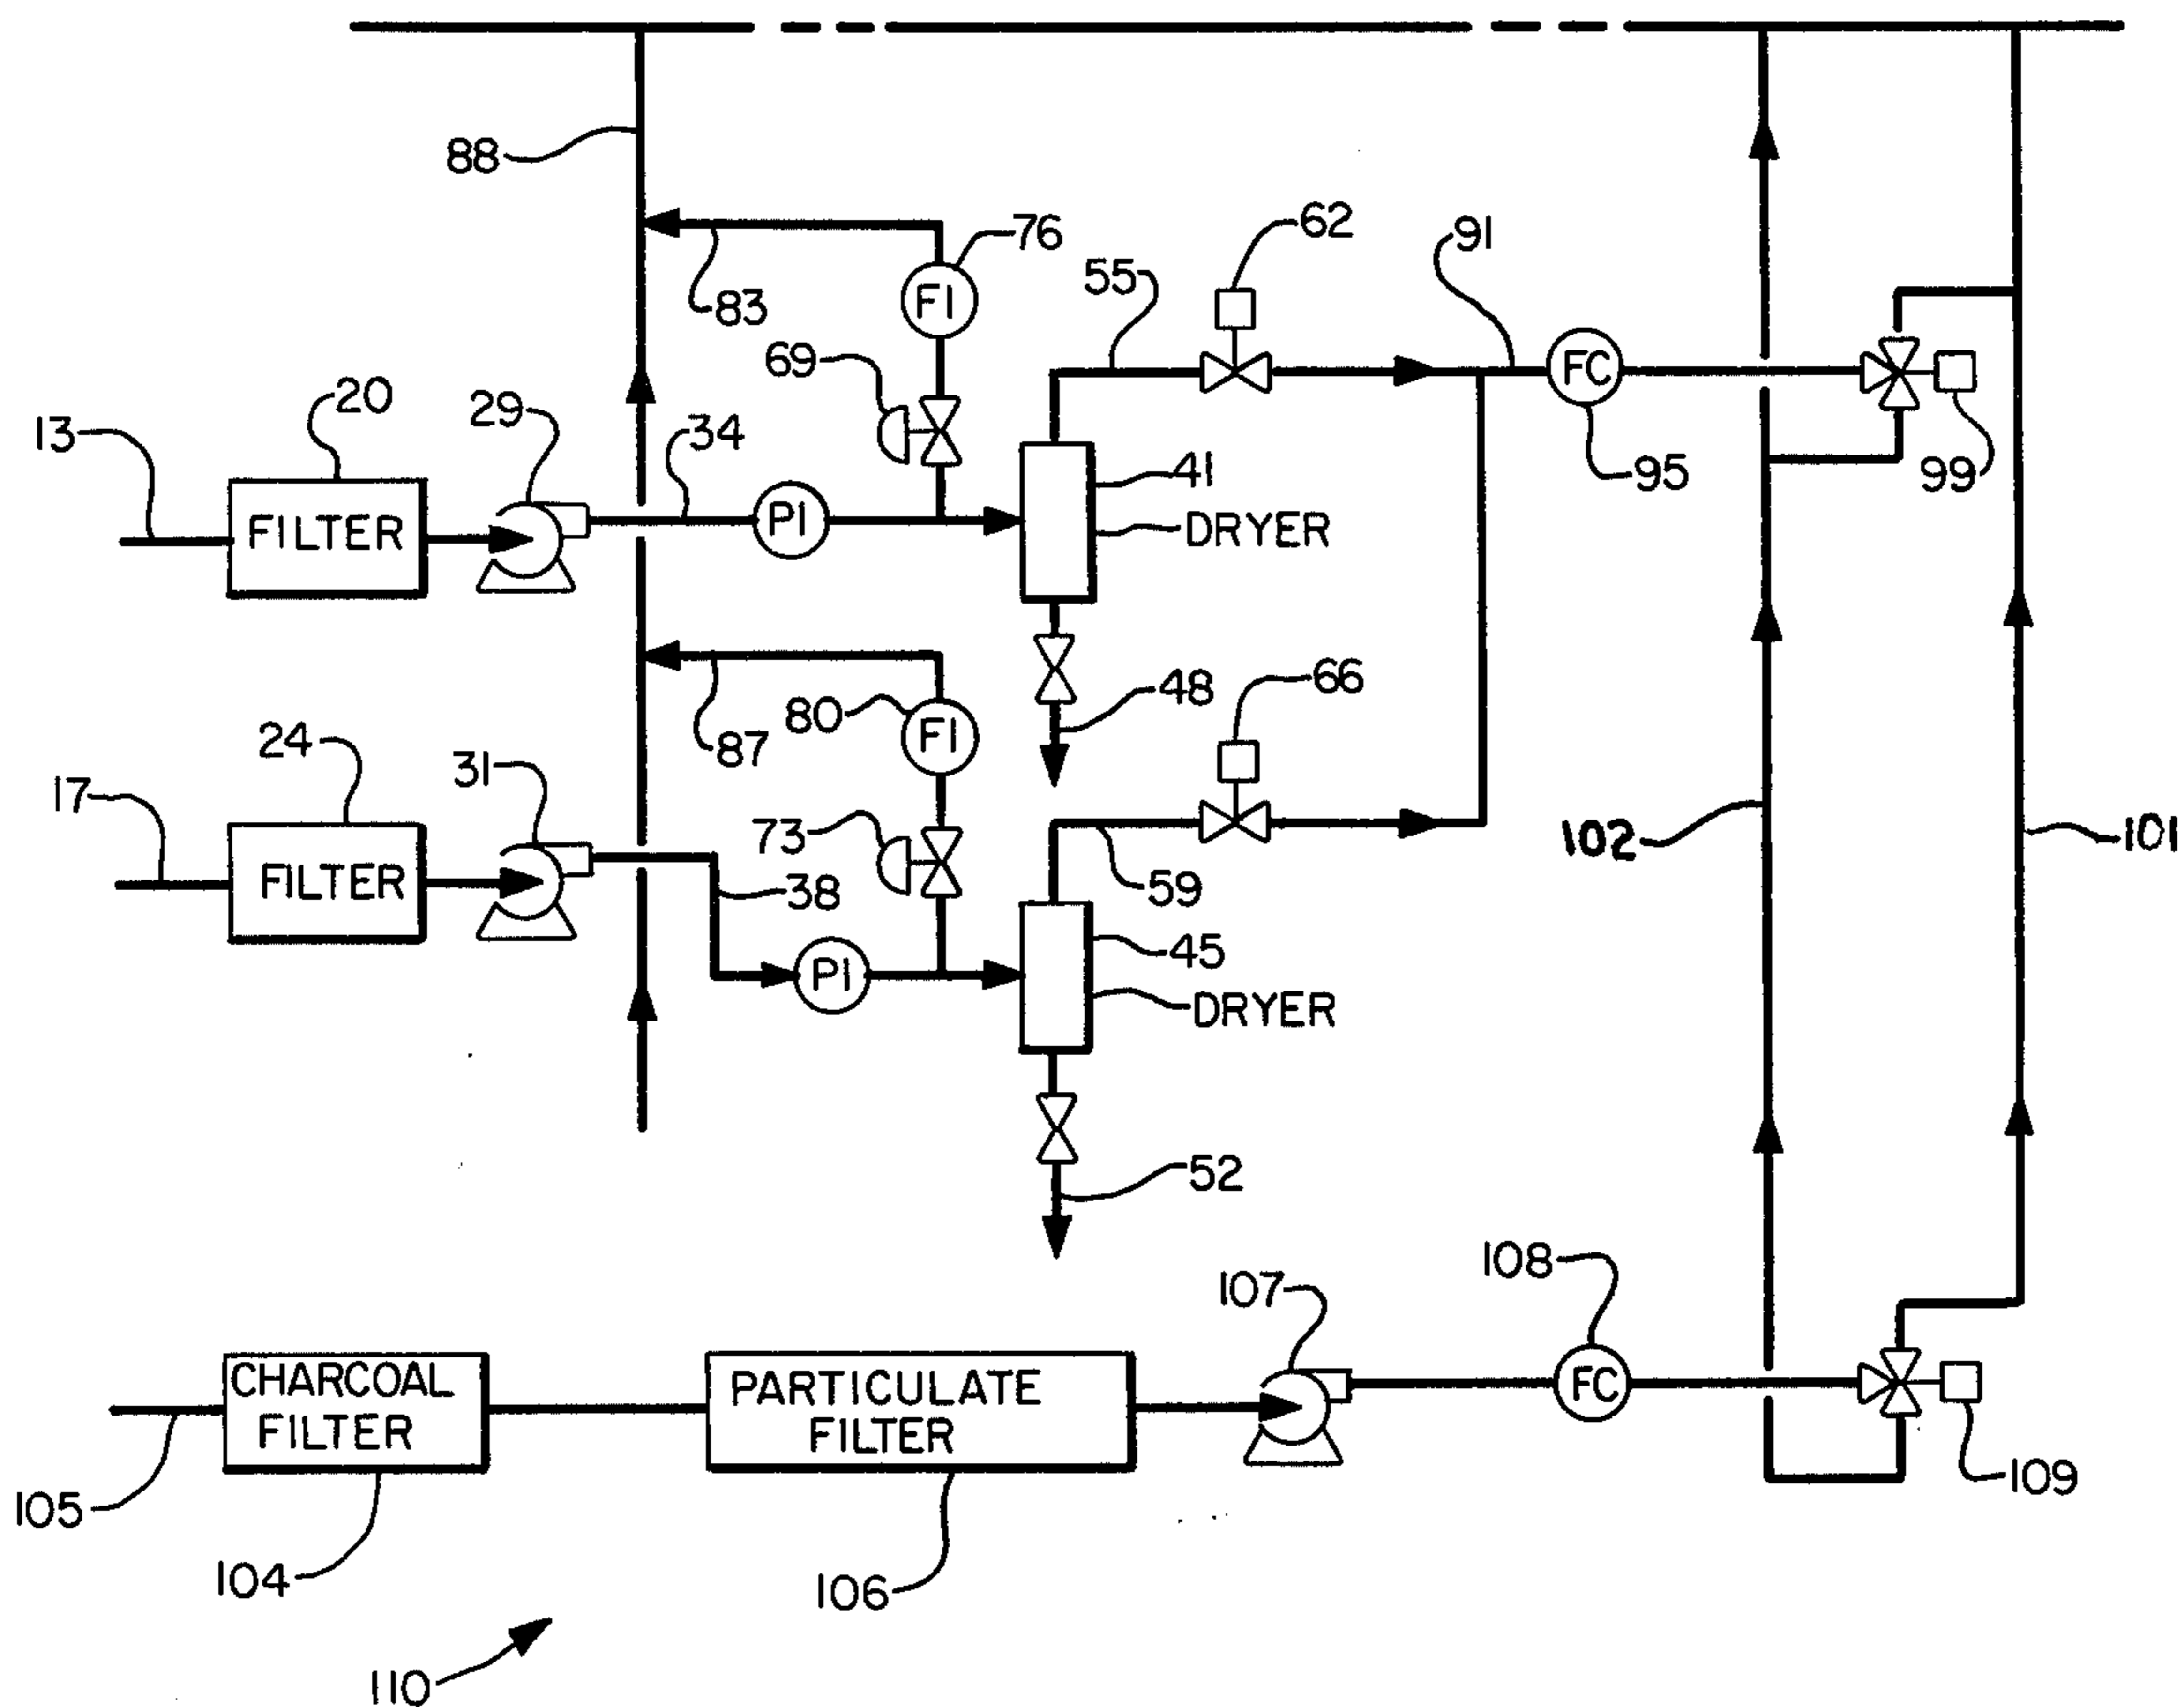 88
76
62
91
55
83
69
20
29
34
13
41
95
99
FILTER
PI
FI
FC
DRYER
48
66
80
87
24
31
17
73
FI
102
101
38
59
FILTER
45
PI
DRYER
52
108
107
CHARCOAL
FILTER
PARTICULATE
FILTER
FC
105
109
104
106
110